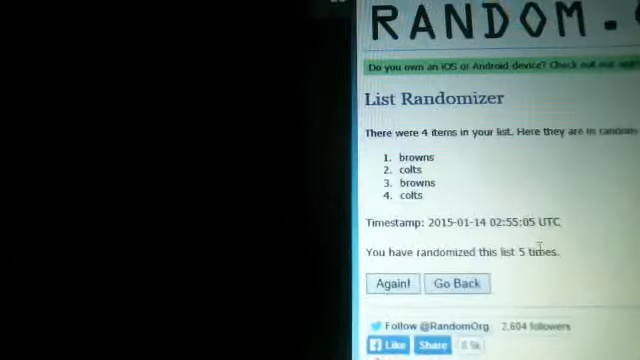 RANDOM.
Do you own an iOS or Android device? Check out our app
List Randomizer
There were 4 items in your list. Here they are in random
1. browns
2. colts
3. browns
4. colts
Timestamp: 2015-01-14 02:55:05 UTC
You have randomized this list 5 times.
Again! Go Back
Follow @RandomOrg 2,604 followers
Like Share 8.9k